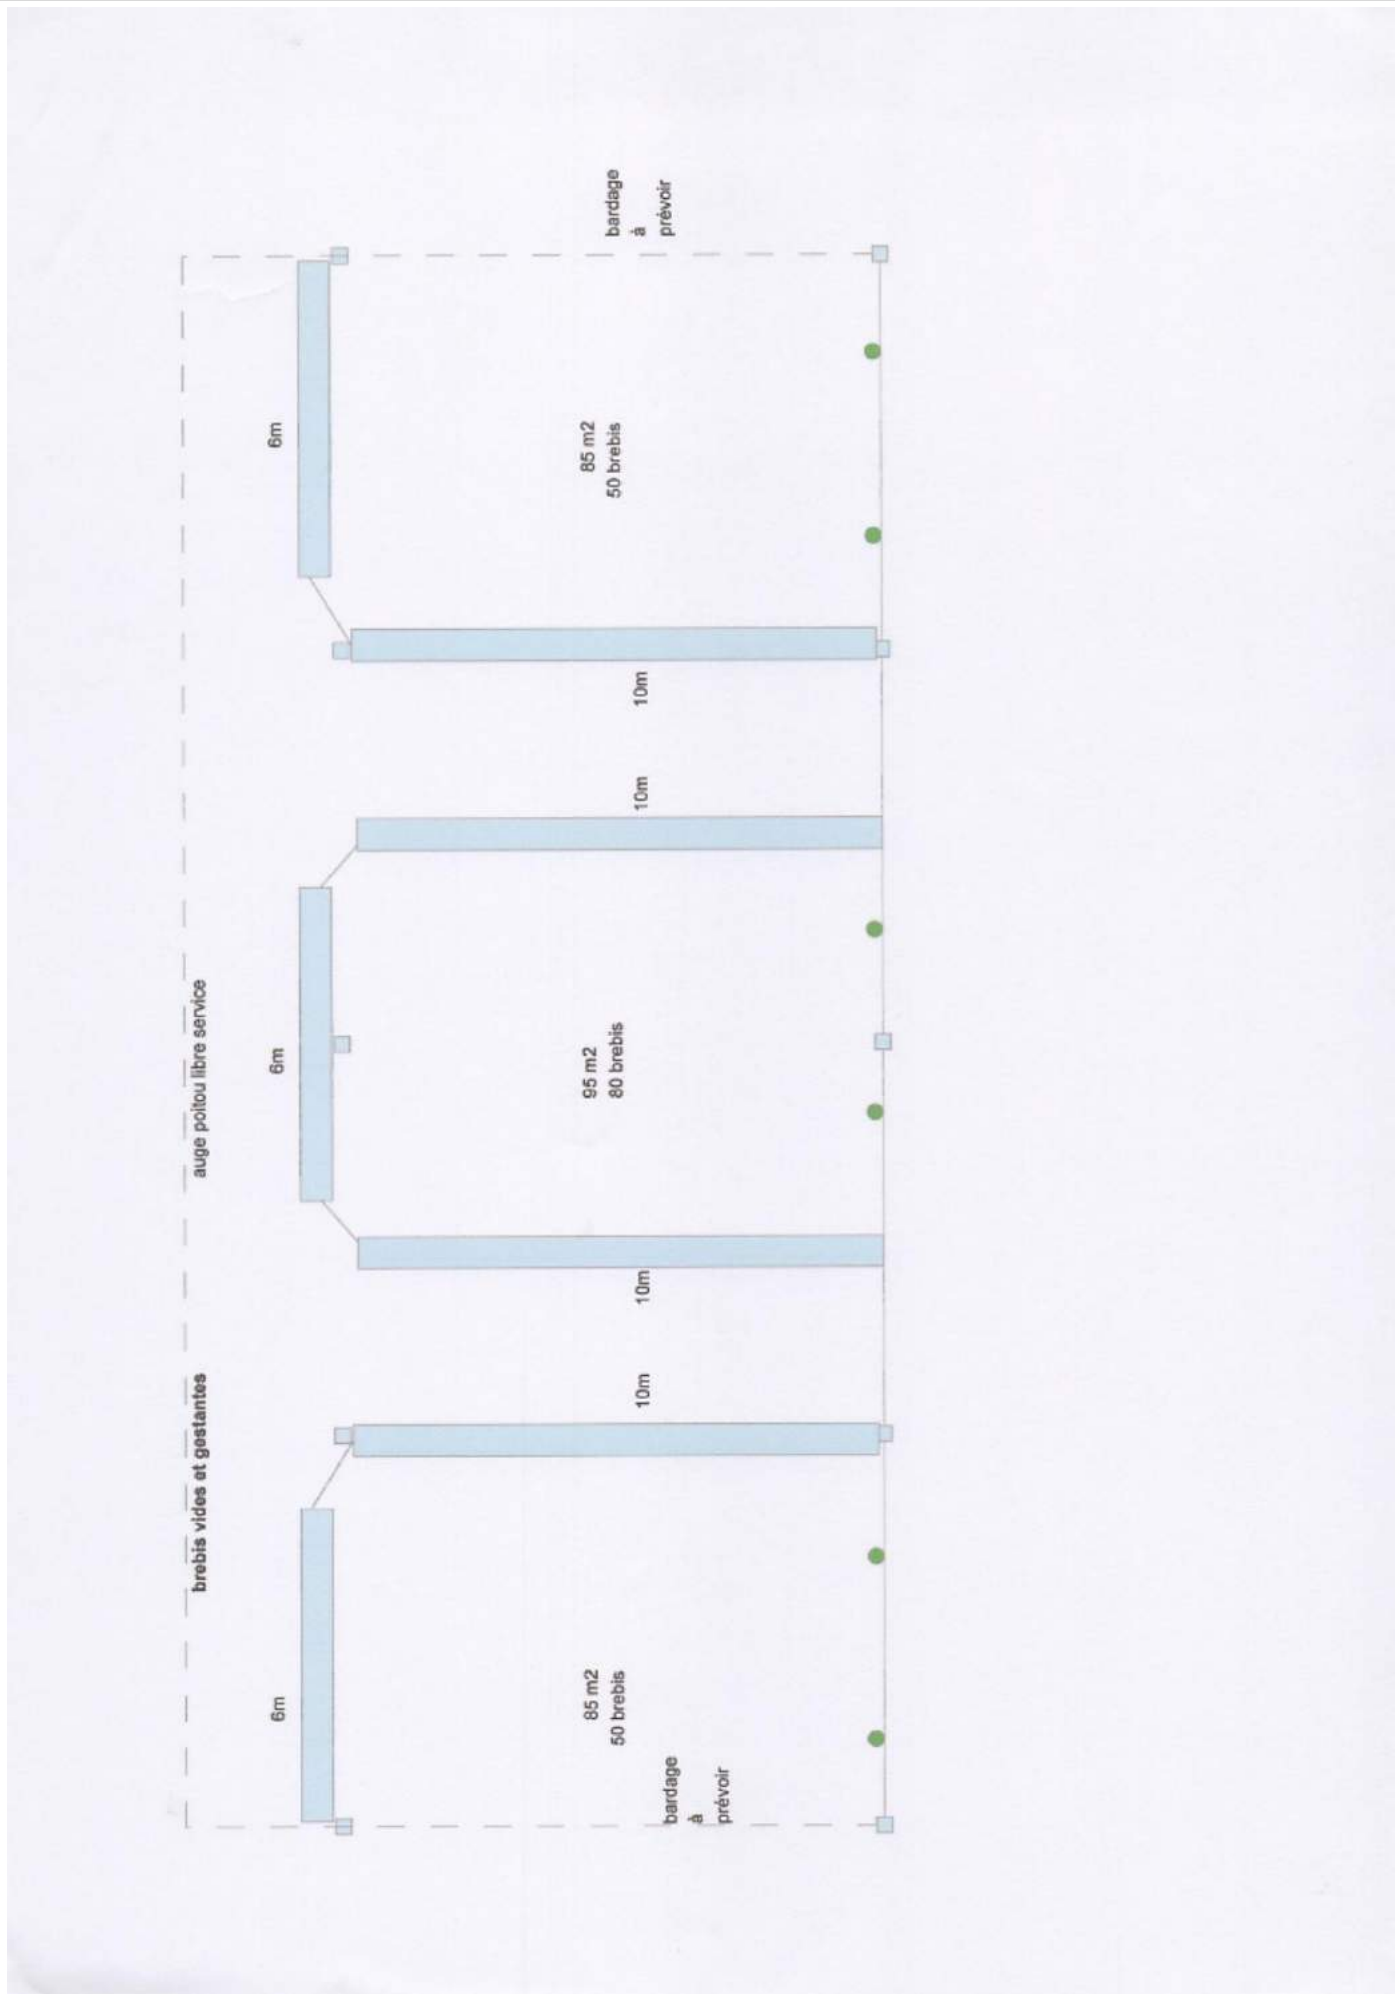 brebis vides et gestantes
auge poitou libre service
6m
6m
6m
85 m2
50 brebis
95 m2
80 brebis
85 m2
50 brebis
bardage
à
prévoir
10m
10m
10m
10m
bardage
à
prévoir